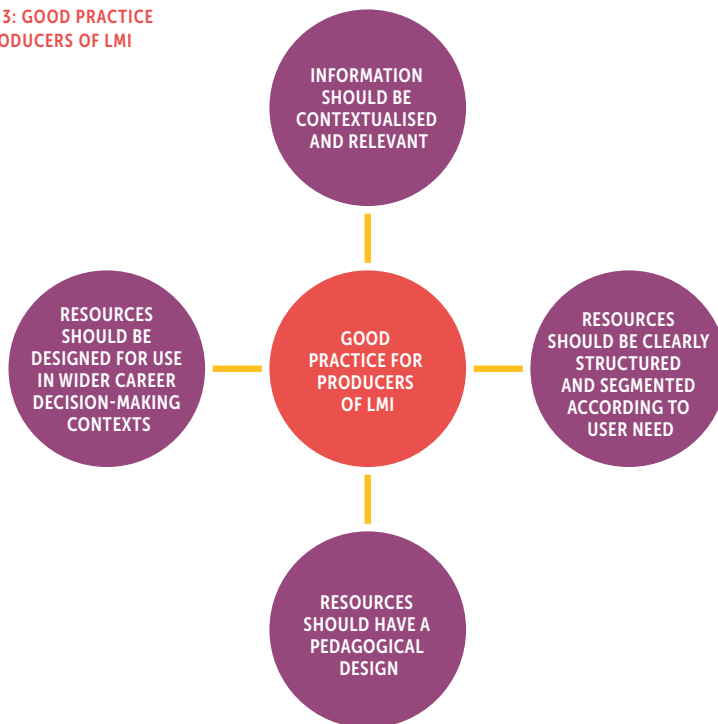 3: GOOD PRACTICE
ODUCERS OF LMI
INFORMATION
SHOULD BE
CONTEXTUALISED
AND RELEVANT
RESOURCES
SHOULD BE
DESIGNED FOR USE
IN WIDER CAREER
DECISION-MAKING
CONTEXTS
GOOD
PRACTICE FOR
PRODUCERS
OF LMI
RESOURCES
SHOULD BE CLEARLY
STRUCTURED
AND SEGMENTED
ACCORDING TO
USER NEED
RESOURCES
SHOULD HAVE A
PEDAGOGICAL
DESIGN